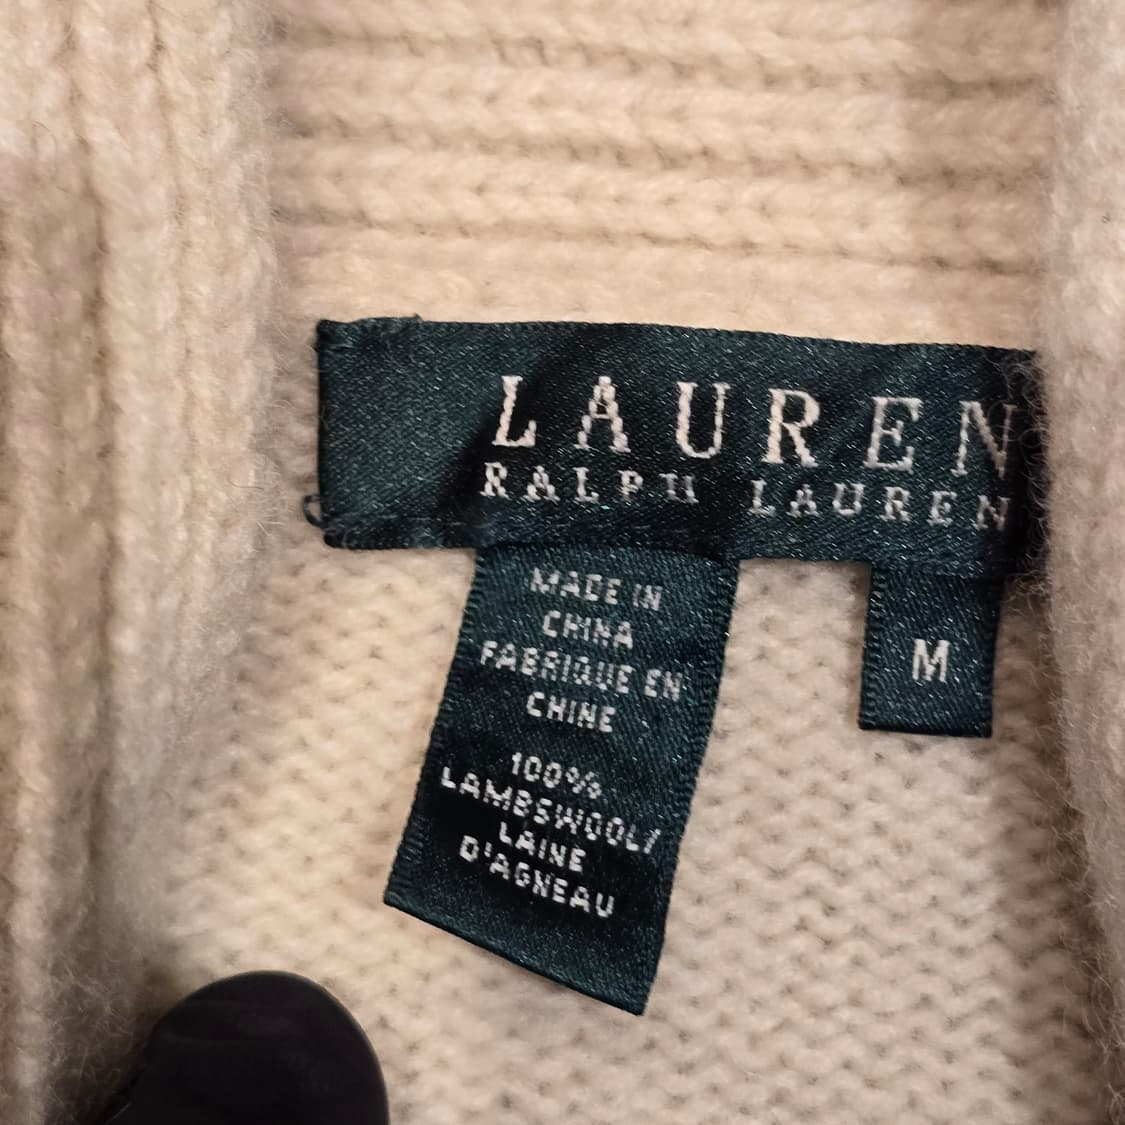 LAUREN
RALPH LAUREN
MADE IN
CHINA
FABRIQUE EN
CHINE
100%
LAMBSWOOL/
LAINE
D'AGNEAU
M